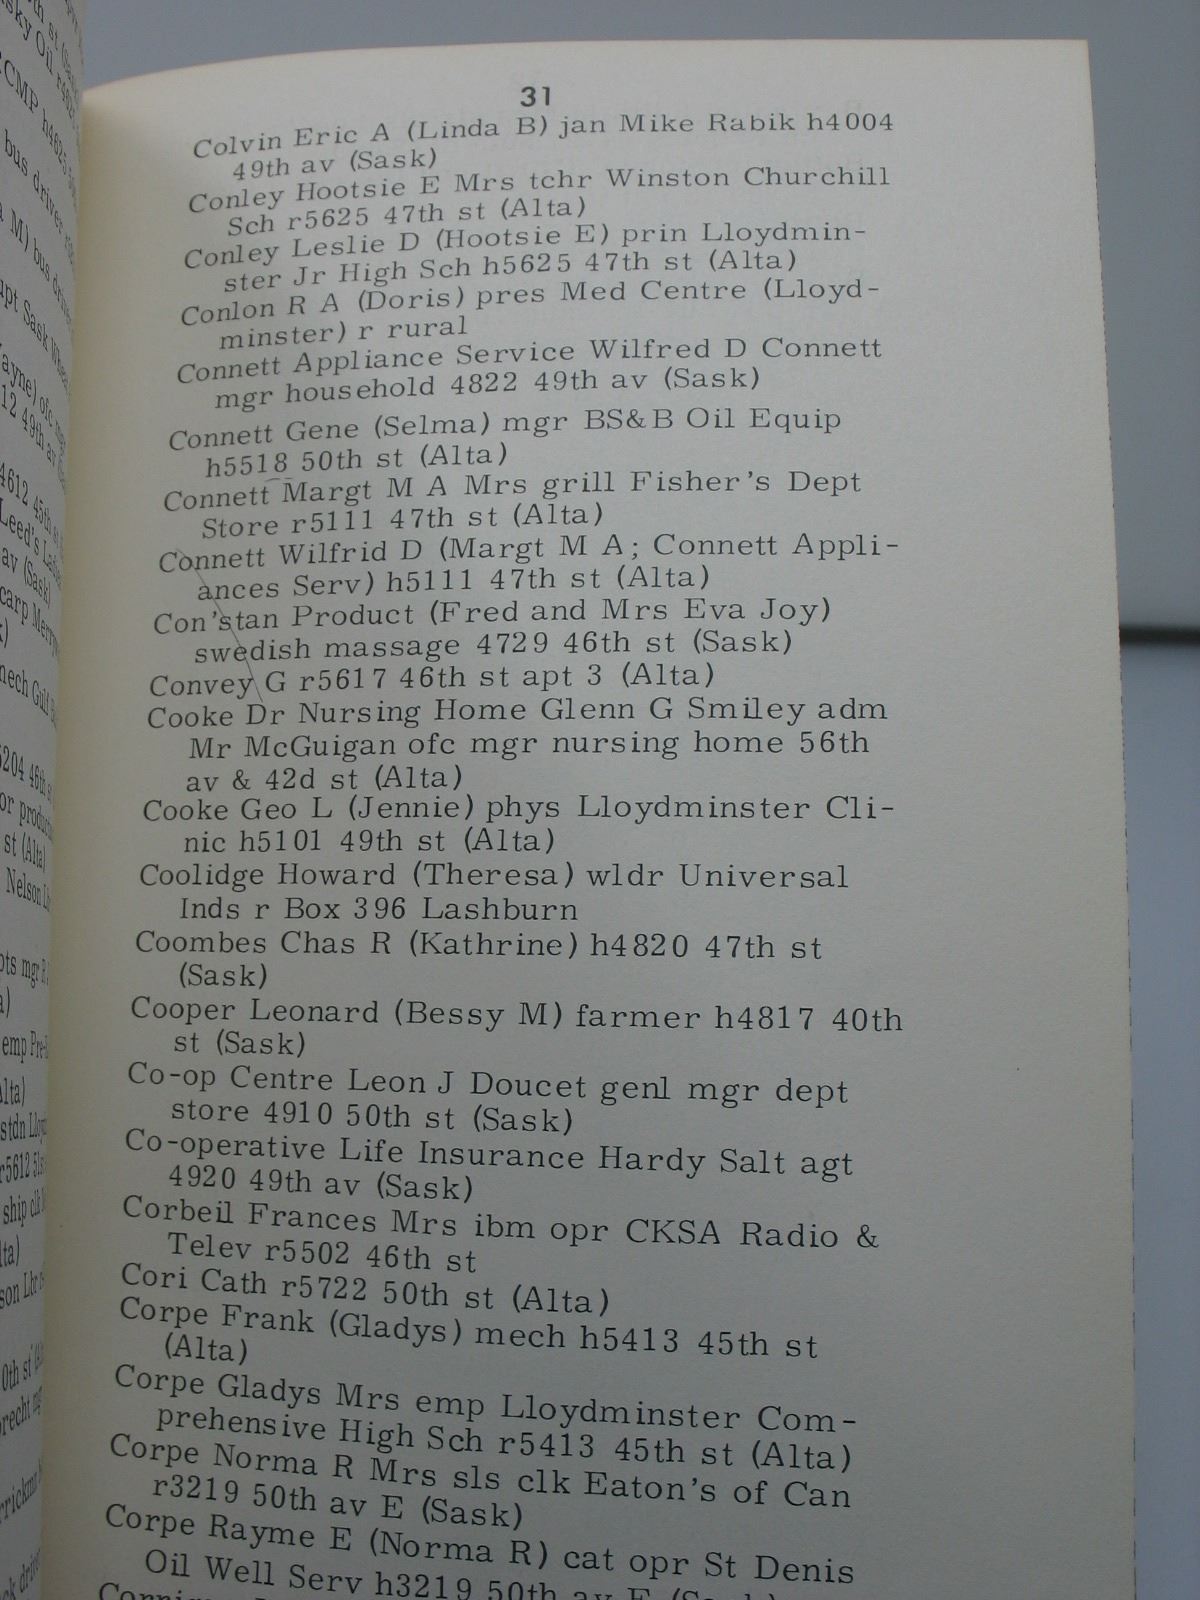 31
Colvin Eric A (Linda B) jan Mike Rabik h4004
49th av (Sask)
Conley Hootsie E Mrs tchr Winston Churchill
Sch r5625 47th st (Alta)
Conley Leslie D (Hootsie E) prin Lloydmin-
ster Jr High Sch h5625 47th st (Alta)
Conlon R A (Doris) pres Med Centre (Lloyd-
minster) r rural
Connett Appliance Service Wilfred D Connett
mgr household 4822 49th av (Sask)
Connett Gene (Selma) mgr BS&B Oil Equip
h5518 50th st (Alta)
Connett Margt M A Mrs grill Fisher's Dept
Store r5111 47th st (Alta)
Connett Wilfrid D (Margt M A; Connett Appli-
ances Serv) h5111 47th st (Alta)
Con'stan Product (Fred and Mrs Eva Joy)
swedish massage 4729 46th st (Sask)
Convey G r5617 46th st apt 3 (Alta)
Cooke Dr Nursing Home Glenn G Smiley adm
Mr McGuigan ofc mgr nursing home 56th
av & 42d st (Alta)
Cooke Geo L (Jennie) phys Lloydminster Cli-
nic h5101 49th st (Alta)
Coolidge Howard (Theresa) wldr Universal
Inds r Box 396 Lashburn
Coombes Chas R (Kathrine) h4820 47th st
(Sask)
Cooper Leonard (Bessy M) farmer h4817 40th
st (Sask)
Co-op Centre Leon J Doucet genl mgr dept
store 4910 50th st (Sask)
Co-operative Life Insurance Hardy Salt agt
4920 49th av (Sask)
Corbeil Frances Mrs ibm opr CKSA Radio &
Telev r5502 46th st
Cori Cath r5722 50th st (Alta)
Corpe Frank (Gladys) mech h5413 45th st
(Alta)
Corpe Gladys Mrs emp Lloydminster Com-
prehensive High Sch r5413 45th st (Alta)
Corpe Norma R Mrs sls clk Eaton's of Can
r3219 50th av E (Sask)
Corpe Rayme E (Norma R) cat opr St Denis
Oil Well Serv h3219 50th av E (Sask)